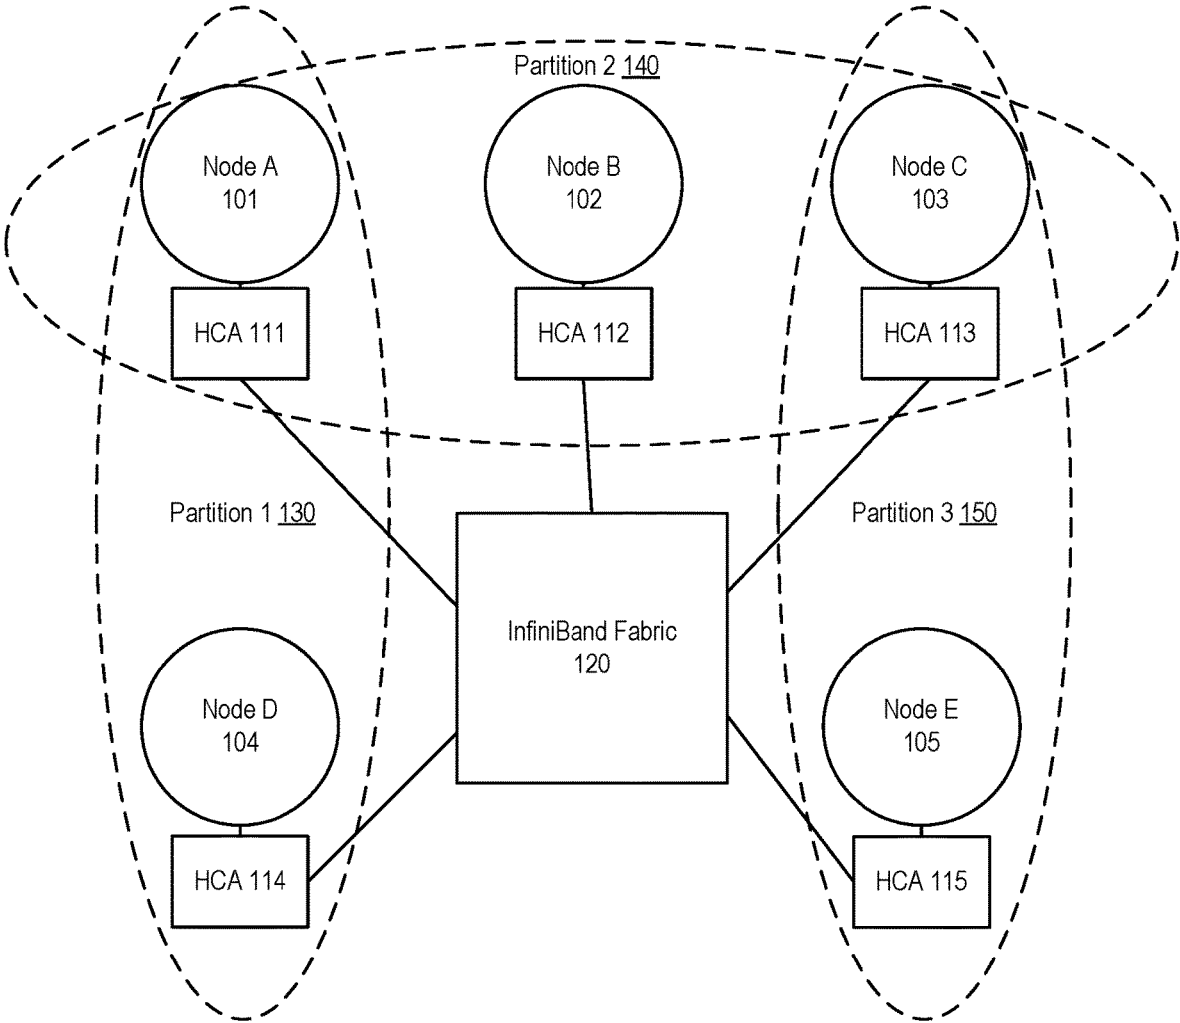 Partition 2 140
Node A
101
Node B
102
Node C
103
HCA 111
HCA 112
HCA 113
Partition 1 130
Partition 3 150
InfiniBand Fabric
120
Node D
104
Node E
105
HCA 114
HCA 115